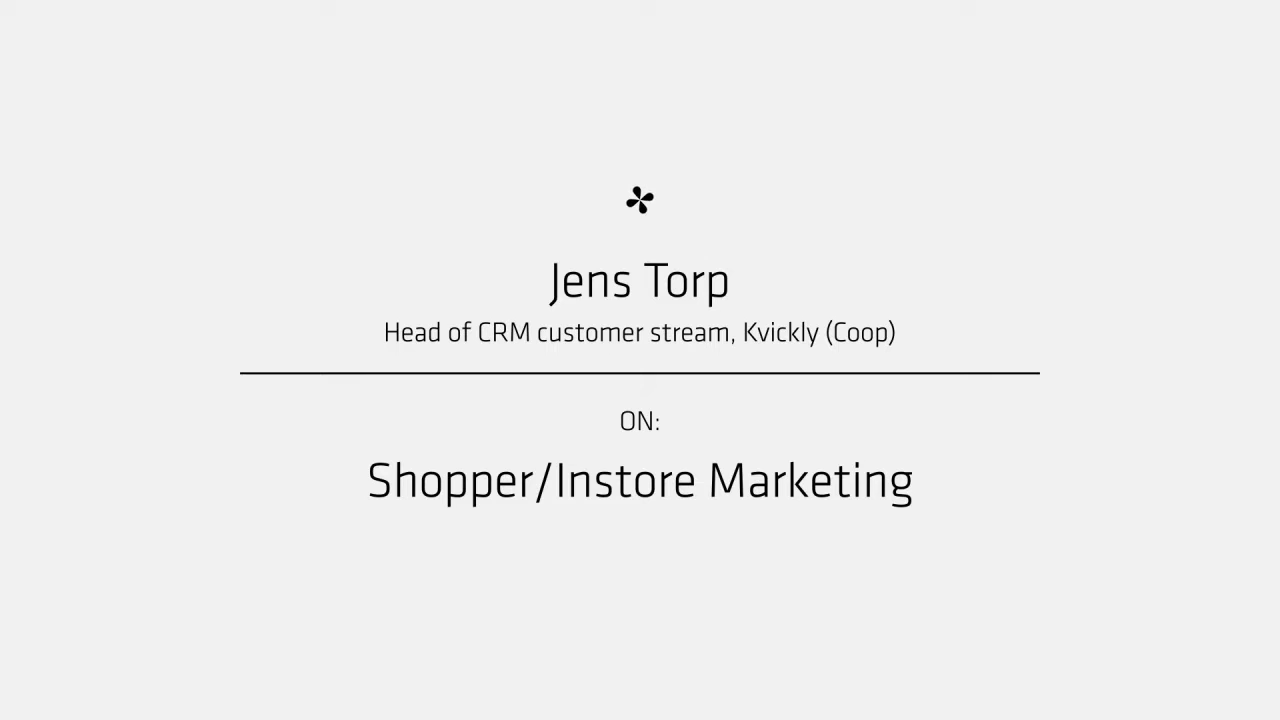 Jens Torp
Head of CRM customer stream, Kvickly (Coop)
ON:
Shopper/Instore Marketing